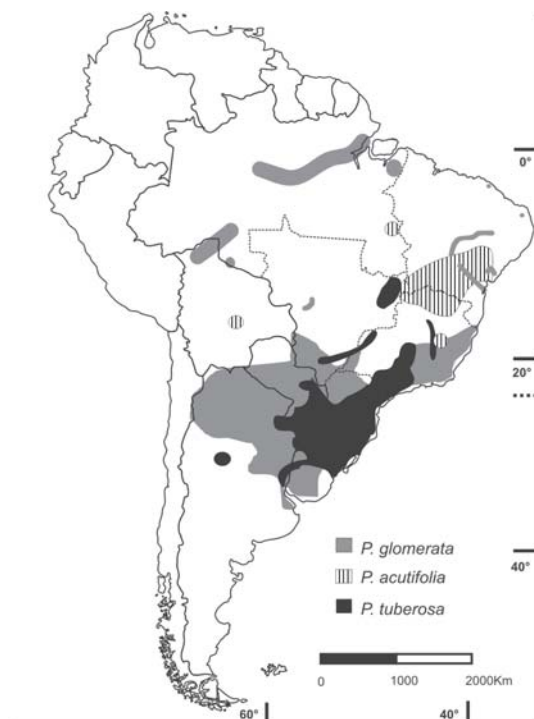 0°
20°
P. glomerata
P. acutifolia
P. tuberosa
40°
0 1000 2000Km
60° 40°